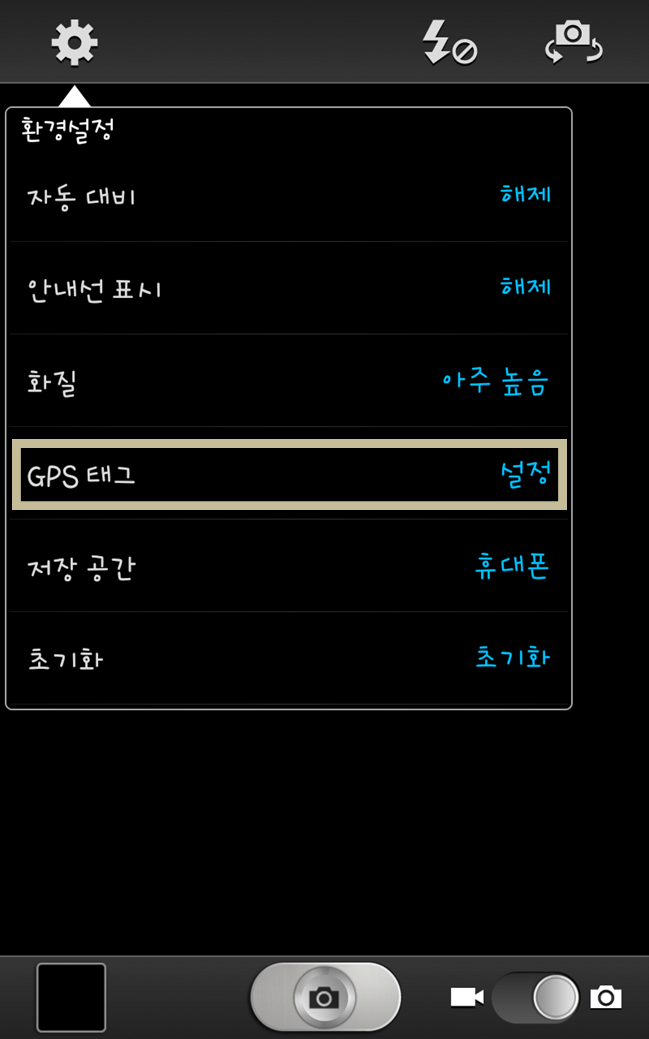 환경설정
자동 대비 해제
안내선 표시 해제
화질 아주 높음
GPS 태그 설정
저장 공간 휴대폰
초기화 초기화